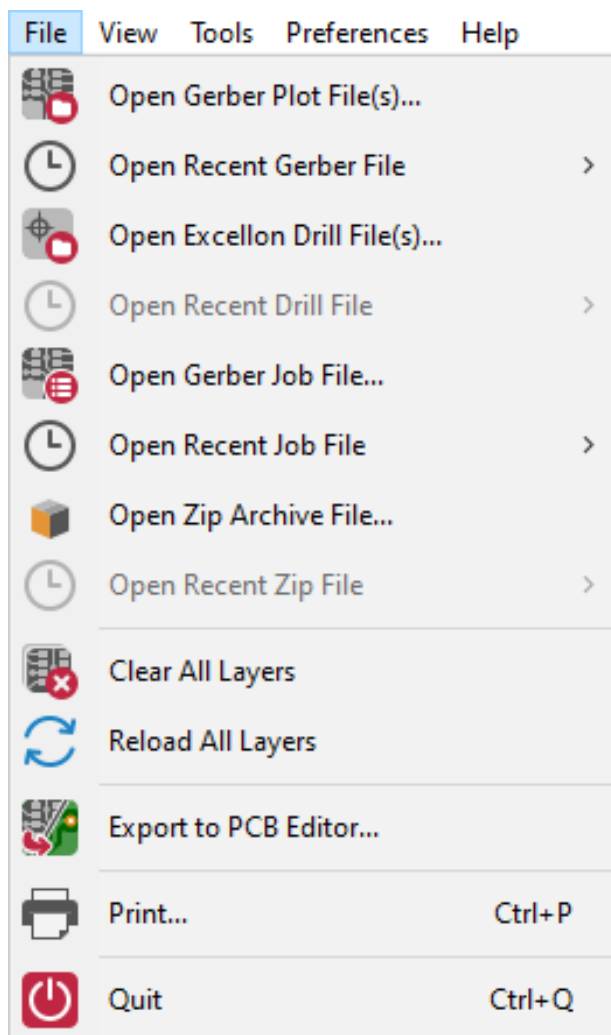 File View Tools Preferences Help
Open Gerber Plot File(s)...
Open Recent Gerber File >
Open Excellon Drill File(s)...
Open Recent Drill File >
Open Gerber Job File...
Open Recent Job File >
Open Zip Archive File...
Open Recent Zip File >
Clear All Layers
Reload All Layers
Export to PCB Editor...
Print... Ctrl+P
Quit Ctrl+Q